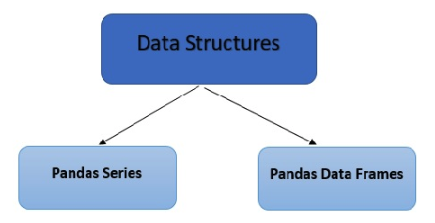 Data Structures
Pandas Series
Pandas Data Frames